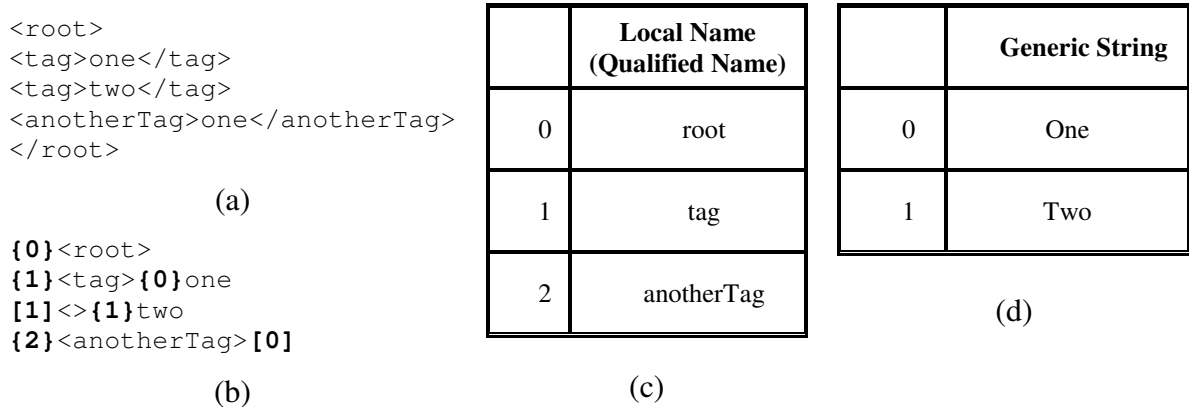 <root>
<tag>one</tag>
<tag>two</tag>
<anotherTag>one</anotherTag>
</root>
(a)
{0}<root>
{1}<tag>{0}one
[1]<>{1}two
{2}<anotherTag>[0]
(b)
Local Name
(Qualified Name)
0 root
1 tag
2 anotherTag
(c)
Generic String
0 One
1 Two
(d)